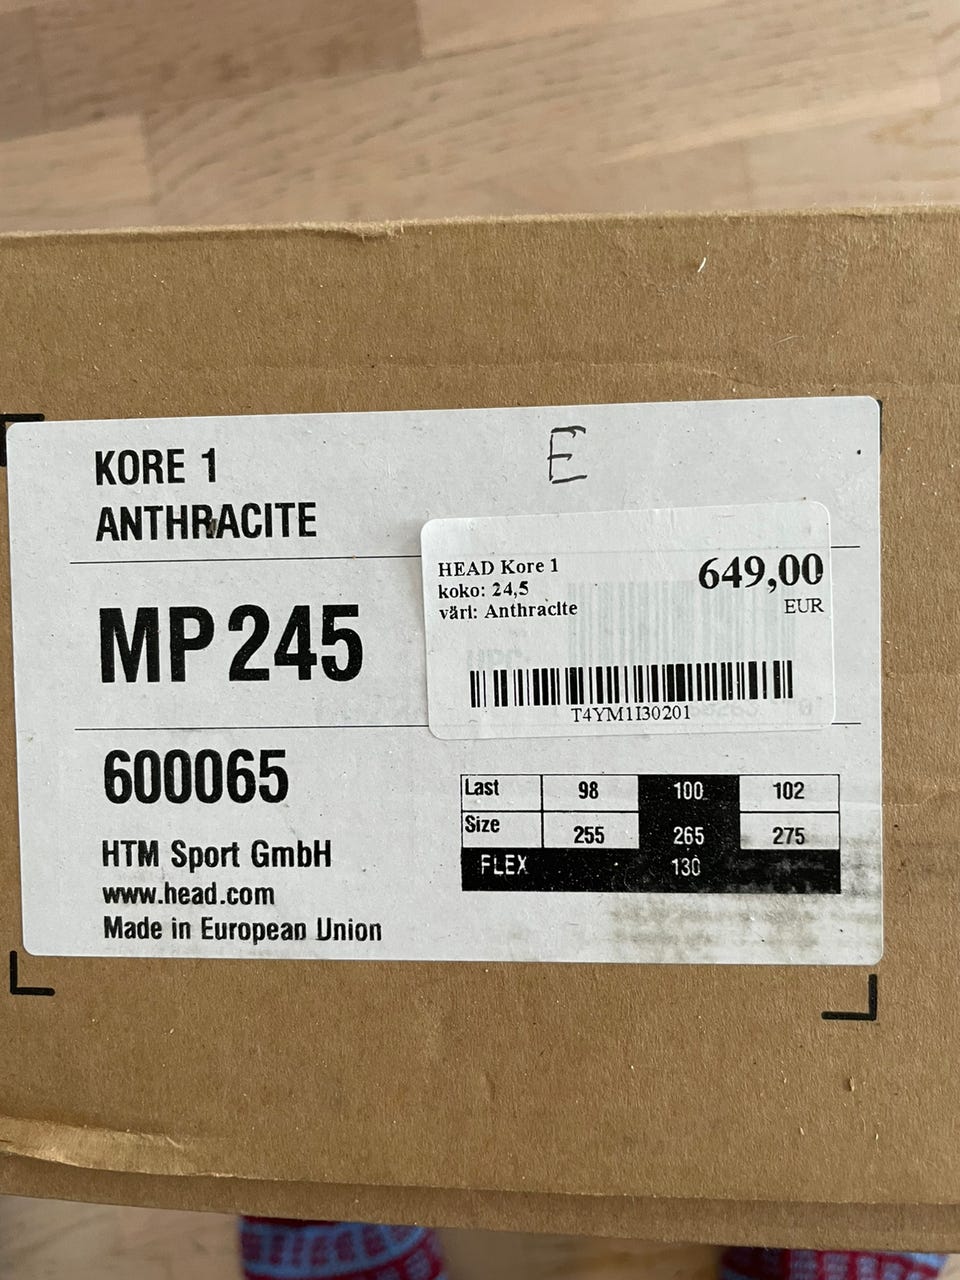 KORE 1
ANTHRACITE
E
MP 245
HEAD Kore 1
koko: 24,5
väri: Anthracite
649,00
EUR
T4YM1I30201
600065
HTM Sport GmbH
www.head.com
Made in European Union
Last 98 100 102
Size 255 265 275
FLEX 130